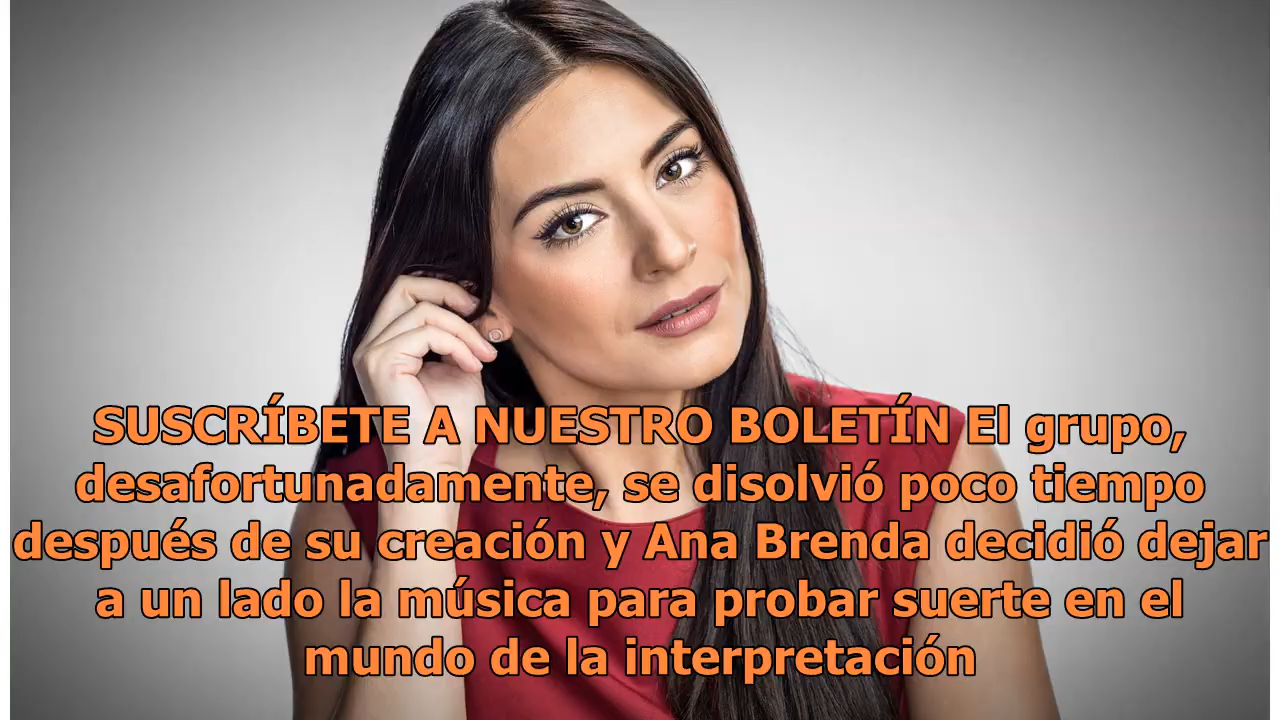 SUSCRÍBETE A NUESTRO BOLETÍN El grupo,
desafortunadamente, se disolvió poco tiempo
después de su creación y Ana Brenda decidió dejar
a un lado la música para probar suerte en el
mundo de la interpretación